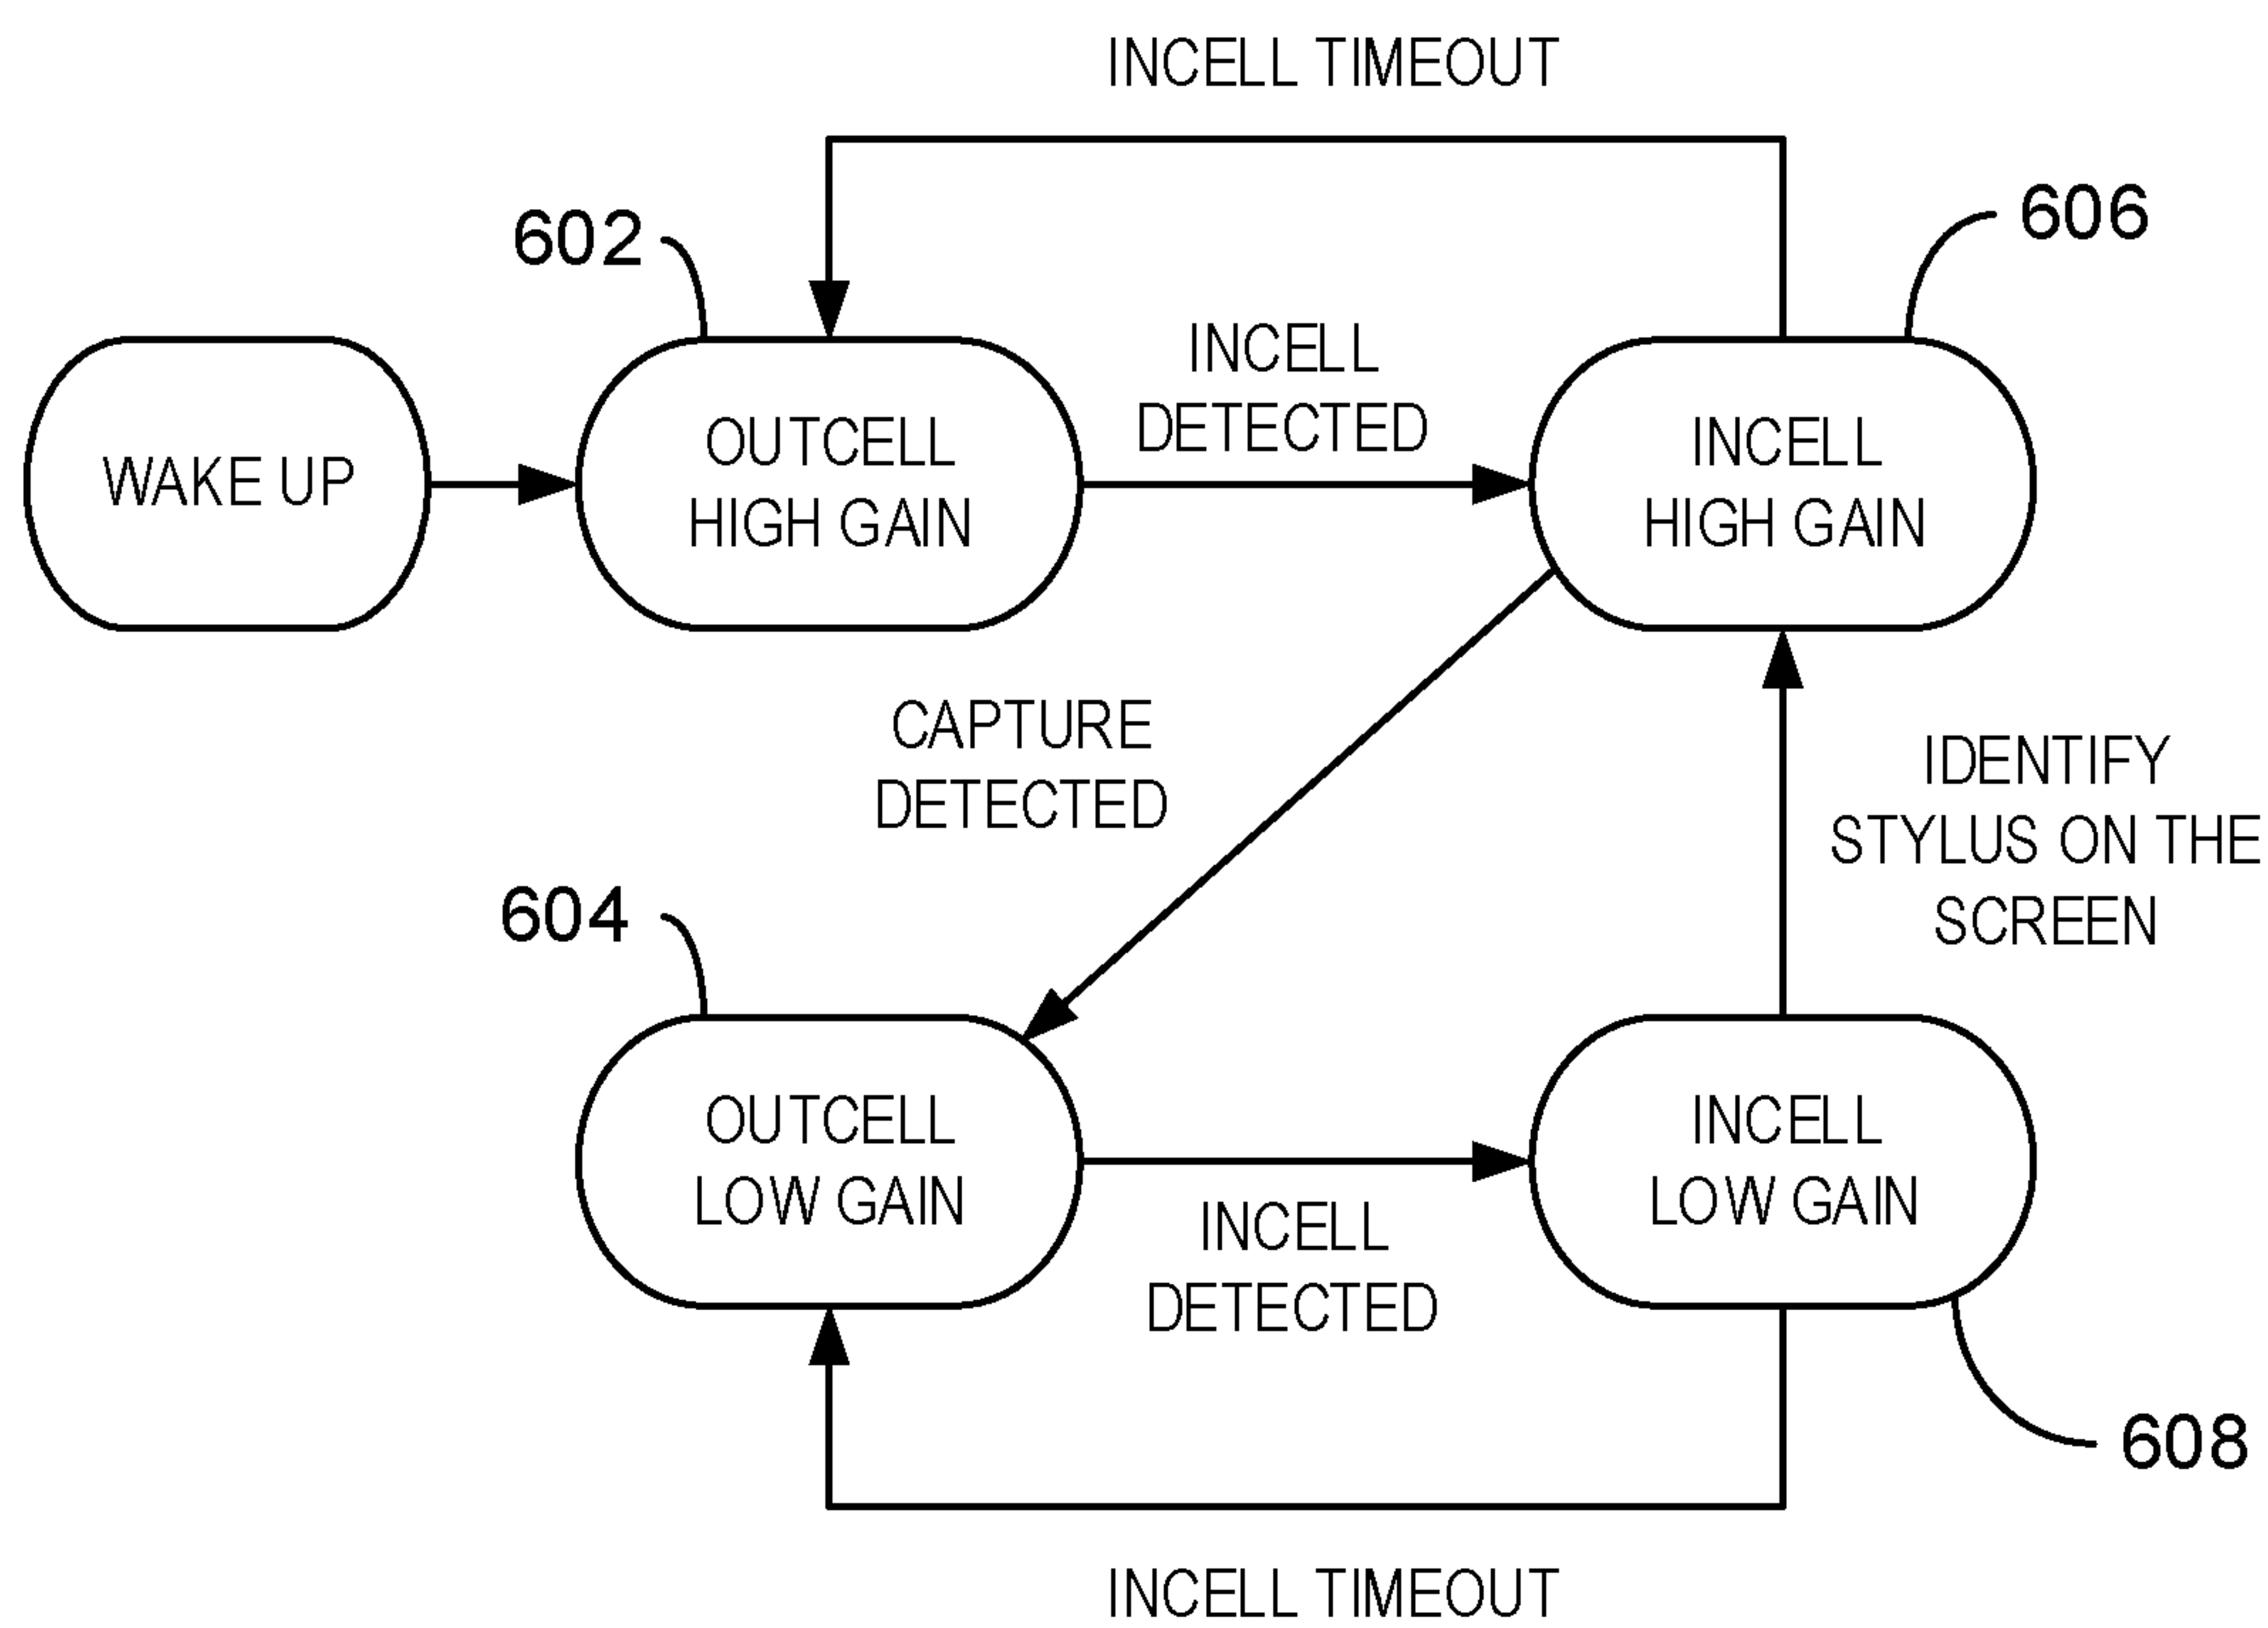 INCELL TIMEOUT
602
606
WAKE UP
OUTCELL
HIGH GAIN
INCELL
DETECTED
INCELL
HIGH GAIN
CAPTURE
DETECTED
IDENTIFY
STYLUS ON THE
SCREEN
604
OUTCELL
LOW GAIN
INCELL
DETECTED
INCELL
LOW GAIN
608
INCELL TIMEOUT